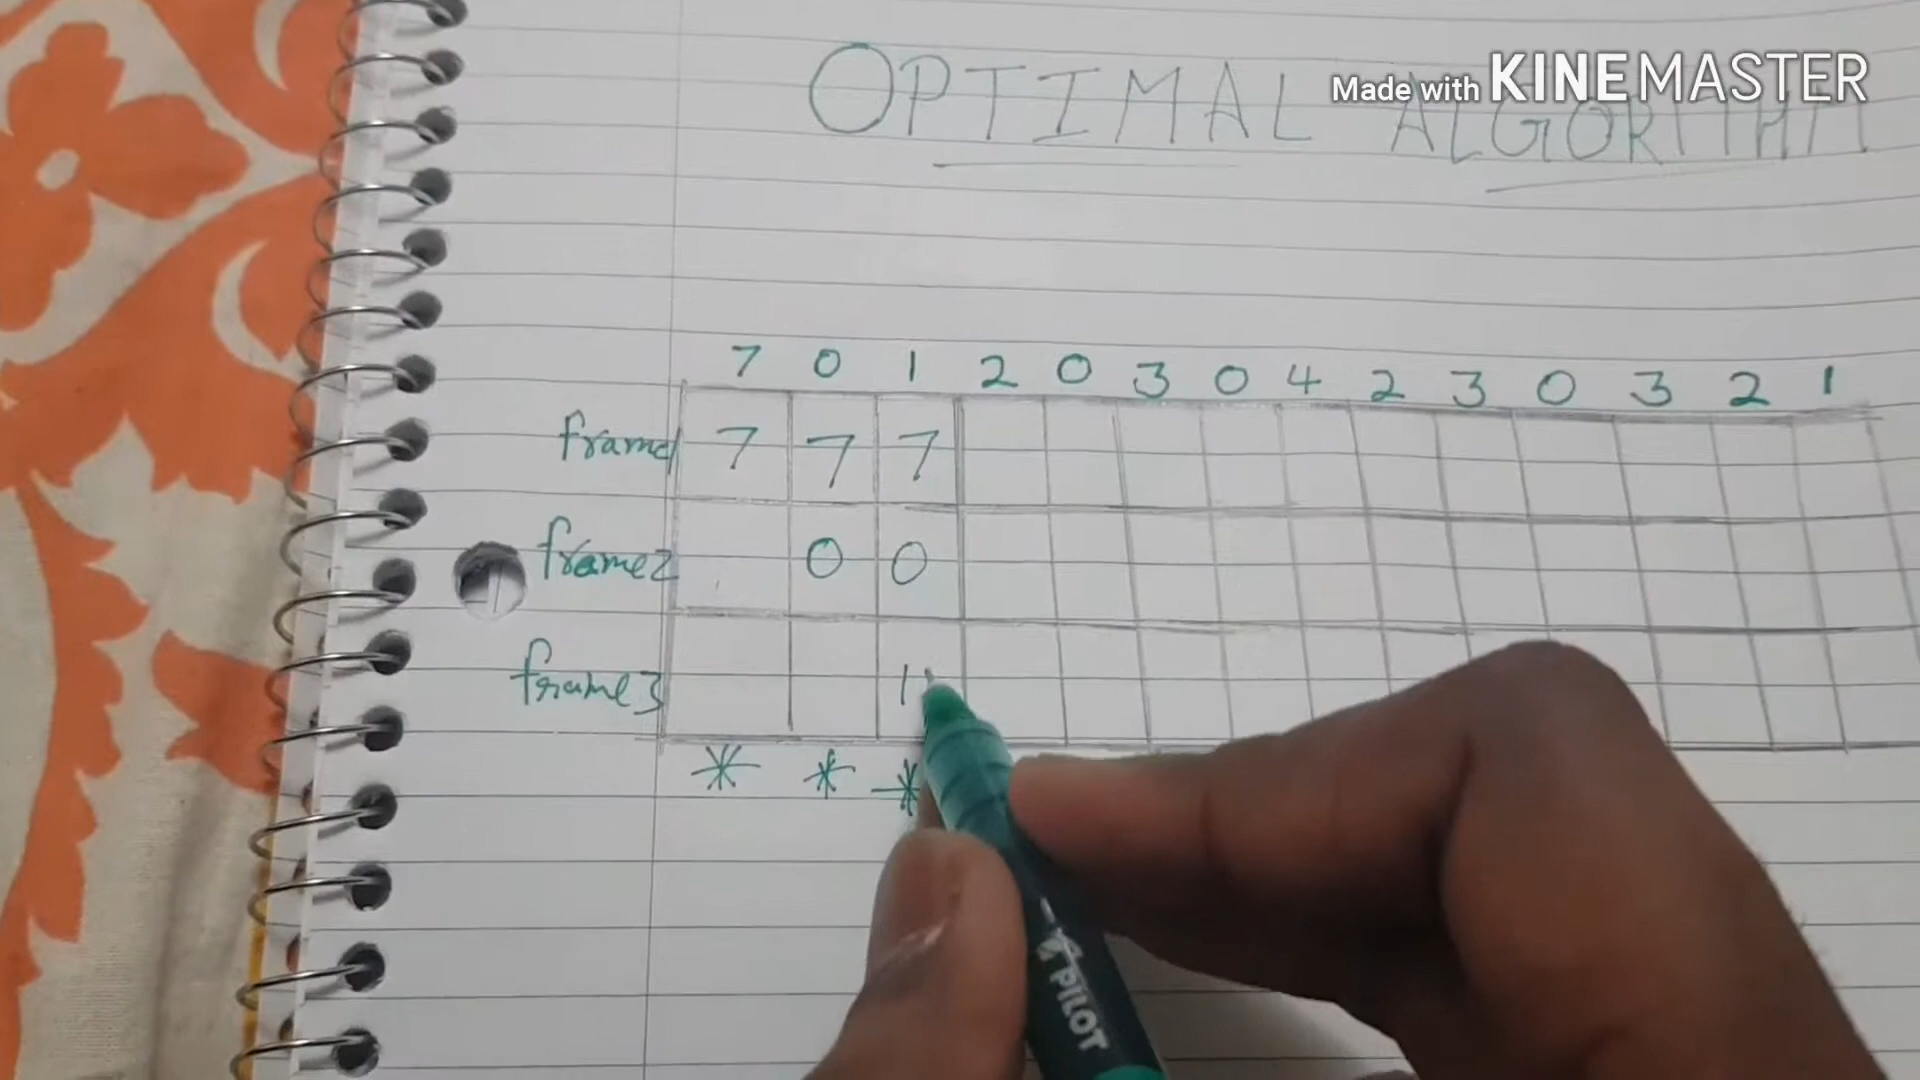 Made with KINEMASTER
OPTIMAL ALGORITHM
7 0 1 2 0 3 0 4 2 3 0 3 2 1
frame1 7 7 7
frame2 0 0
frame3 1
* * *
PILOT